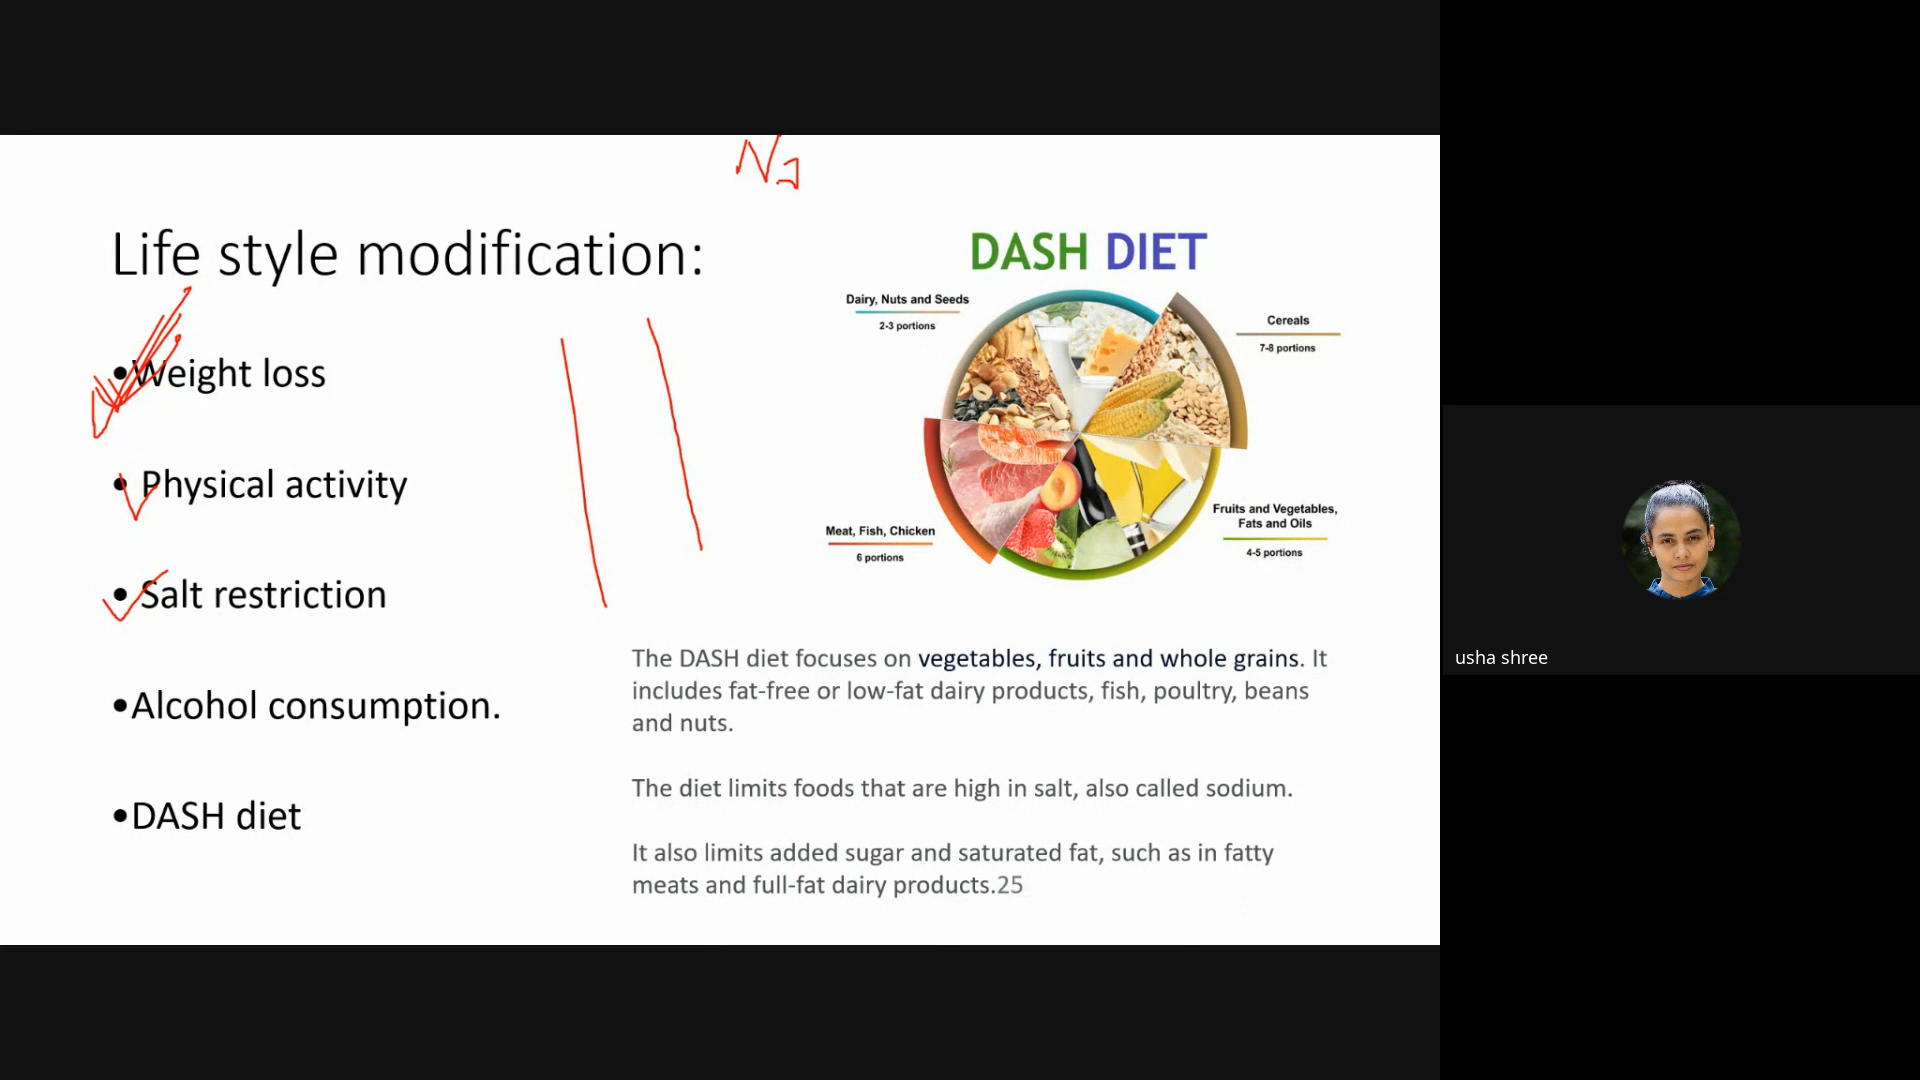 Na
Life style modification:
•Weight loss
• Physical activity
• Salt restriction
•Alcohol consumption.
•DASH diet
DASH DIET
Dairy, Nuts and Seeds
2-3 portions
Cereals
7-8 portions
Meat, Fish, Chicken
6 portions
Fruits and Vegetables,
Fats and Oils
4-5 portions
The DASH diet focuses on vegetables, fruits and whole grains. It
includes fat-free or low-fat dairy products, fish, poultry, beans
and nuts.
The diet limits foods that are high in salt, also called sodium.
It also limits added sugar and saturated fat, such as in fatty
meats and full-fat dairy products.25
usha shree